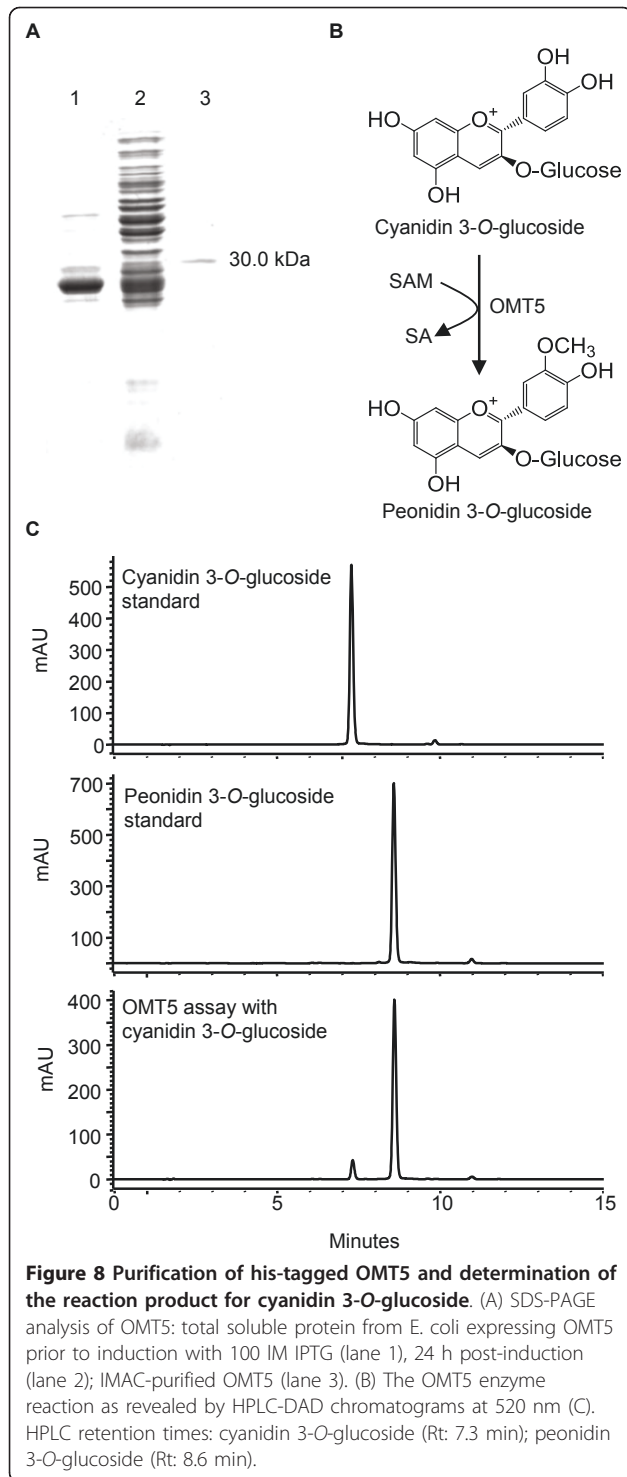 A
1 2 3
30.0 kDa
B
OH
OH
HO
O+
O-Glucose
OH
Cyanidin 3-O-glucoside
SAM
OMT5
SA
OCH3
OH
HO
O+
O-Glucose
OH
Peonidin 3-O-glucoside
C
Cyanidin 3-O-glucoside
standard
500
400
300
200
100
0
mAU
Peonidin 3-O-glucoside
standard
700
500
300
100
mAU
OMT5 assay with
cyanidin 3-O-glucoside
400
300
200
100
0
mAU
0 5 10 15
Minutes
Figure 8 Purification of his-tagged OMT5 and determination of
the reaction product for cyanidin 3-O-glucoside. (A) SDS-PAGE
analysis of OMT5: total soluble protein from E. coli expressing OMT5
prior to induction with 100 lM IPTG (lane 1), 24 h post-induction
(lane 2); IMAC-purified OMT5 (lane 3). (B) The OMT5 enzyme
reaction as revealed by HPLC-DAD chromatograms at 520 nm (C).
HPLC retention times: cyanidin 3-O-glucoside (Rt: 7.3 min); peonidin
3-O-glucoside (Rt: 8.6 min).